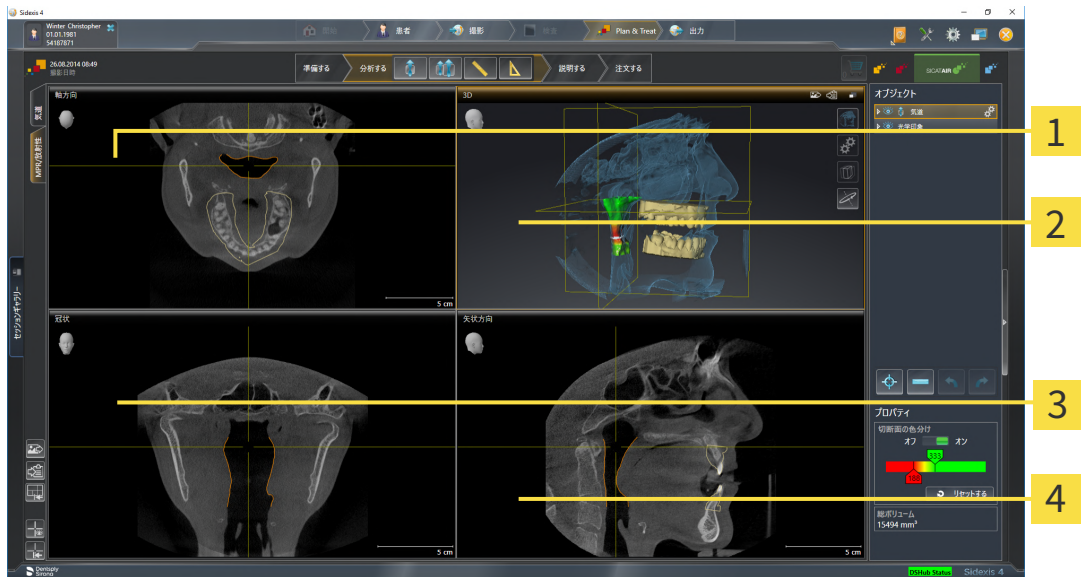 Sidexis 4
Winter Christopher
01.01.1981
54187871
開始
患者
撮影
検査
Plan & Treat
出力
26.08.2014 08:49
撮影日時
準備する
分析する
説明する
注文する
SICATAIR
気道
MPR/放射性
セッションギャラリー
軸方向
5 cm
3D
冠状
5 cm
矢状方向
5 cm
オブジェクト
気道
光学印象
プロパティ
切断面の色分け
オフ
オン
333
188
リセットする
総ボリューム
15494 mm³
1
2
3
4
Dentsply
Sirona
DSHub Status
Sidexis 4